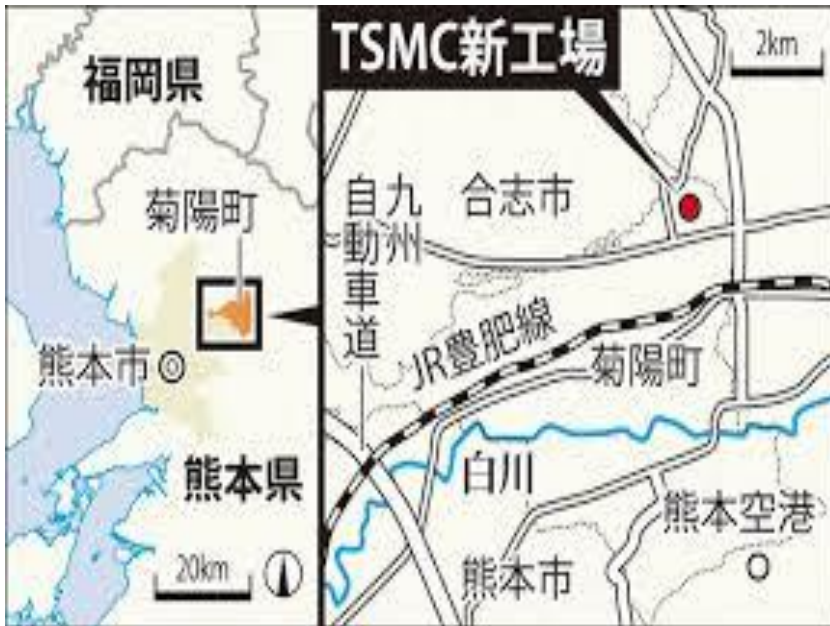 福岡県
菊陽町
熊本市
熊本県
20km
TSMC新工場
2km
九州
自動車道
合志市
JR豊肥線
菊陽町
白川
熊本空港
熊本市